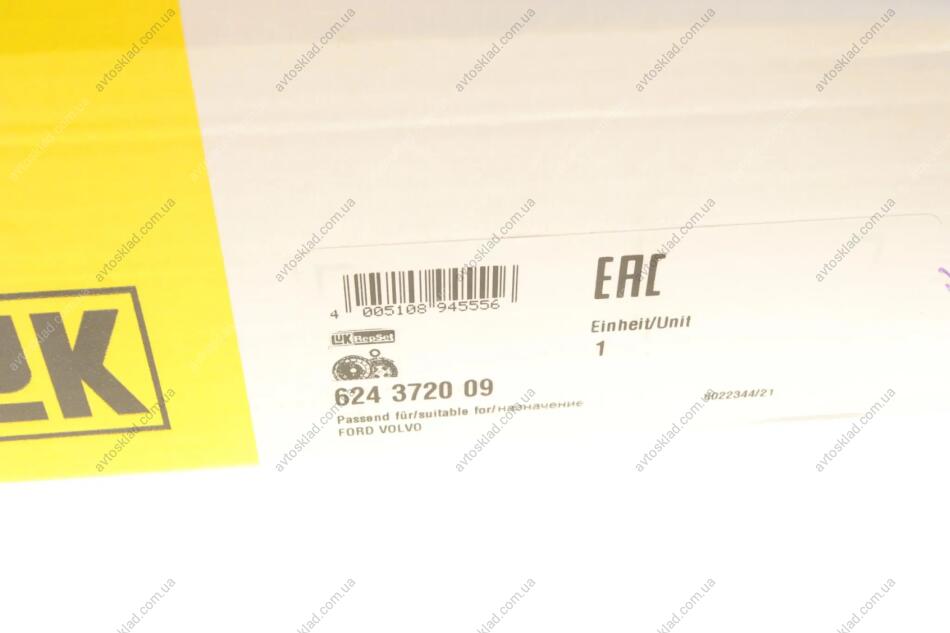 LUK
4 005108 945556
EAC
Einheit/Unit
1
LUK RepSet
624 3720 09
Passend für/suitable for/назначение
FORD VOLVO
8022344/21
avtosklad.com.ua